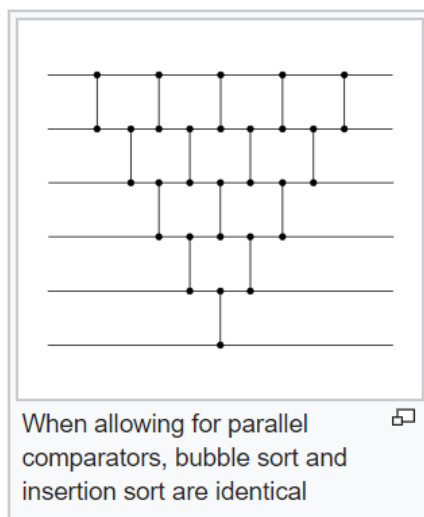 When allowing for parallel
comparators, bubble sort and
insertion sort are identical